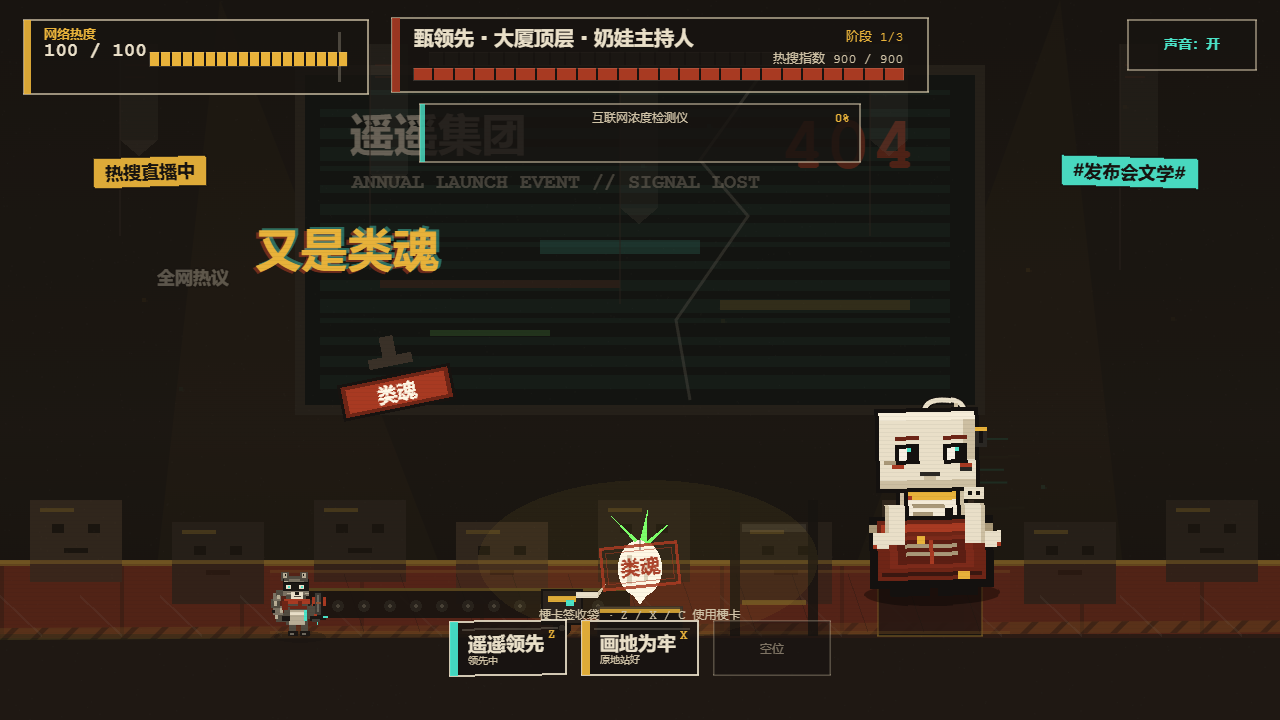 网络热度
100 / 100
甄领先·大厦顶层·奶娃主持人
阶段 1/3
热搜指数 900 / 900
声音: 开
互联网浓度检测仪
0%
遥遥集团
404
ANNUAL LAUNCH EVENT // SIGNAL LOST
热搜直播中
#发布会文学#
又是类魂
全网热议
类魂
类魂
梗卡签收袋 · Z / X / C 使用梗卡
遥遥领先 Z
领先中
画地为牢 X
原地站好
空位